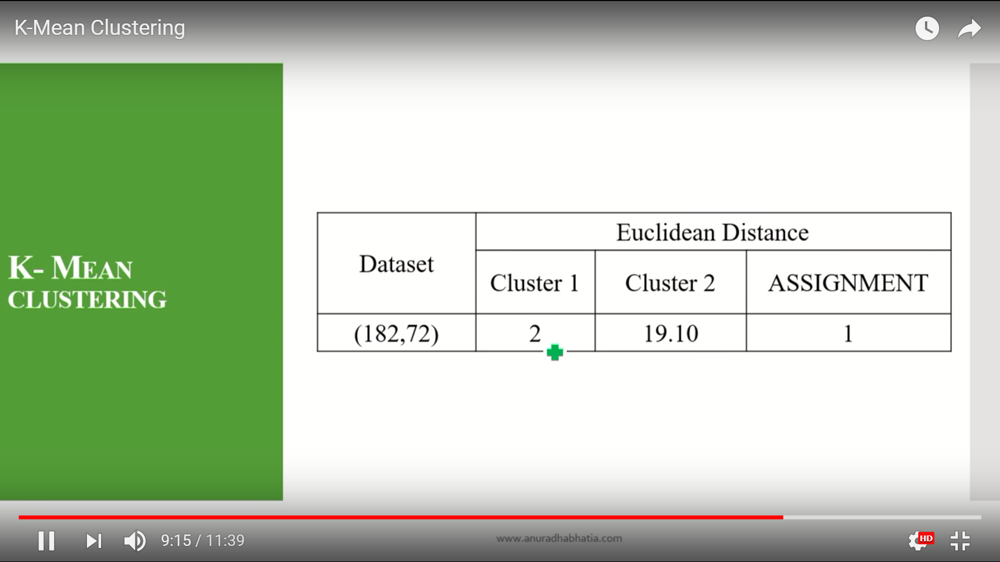 K-Mean Clustering
K- MEAN
CLUSTERING
Dataset
Euclidean Distance
Cluster 1
Cluster 2
ASSIGNMENT
(182,72)
2
19.10
1
9:15 / 11:39
www.anuradhabhatia.com
HD